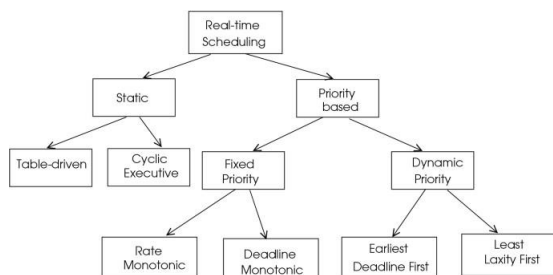 Real-time
Scheduling
Static
Priority
based
Table-driven
Cyclic
Executive
Fixed
Priority
Dynamic
Priority
Rate
Monotonic
Deadline
Monotonic
Earliest
Deadline First
Least
Laxity First